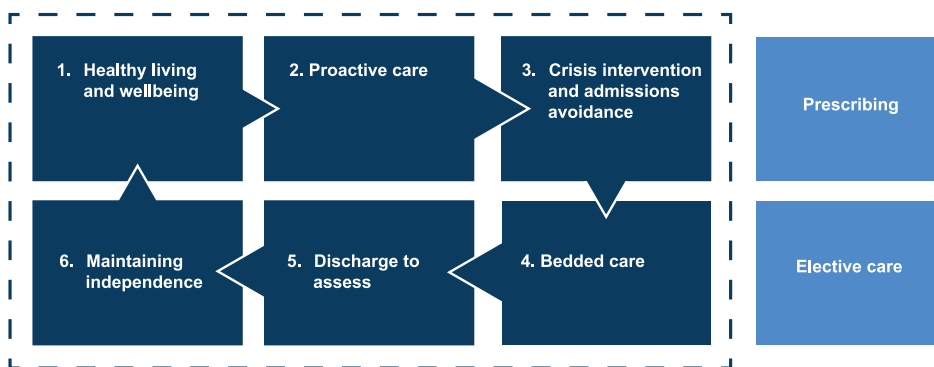 1. Healthy living
and wellbeing
2. Proactive care
3. Crisis intervention
and admissions
avoidance
Prescribing
6. Maintaining
independence
5. Discharge to
assess
4. Bedded care
Elective care